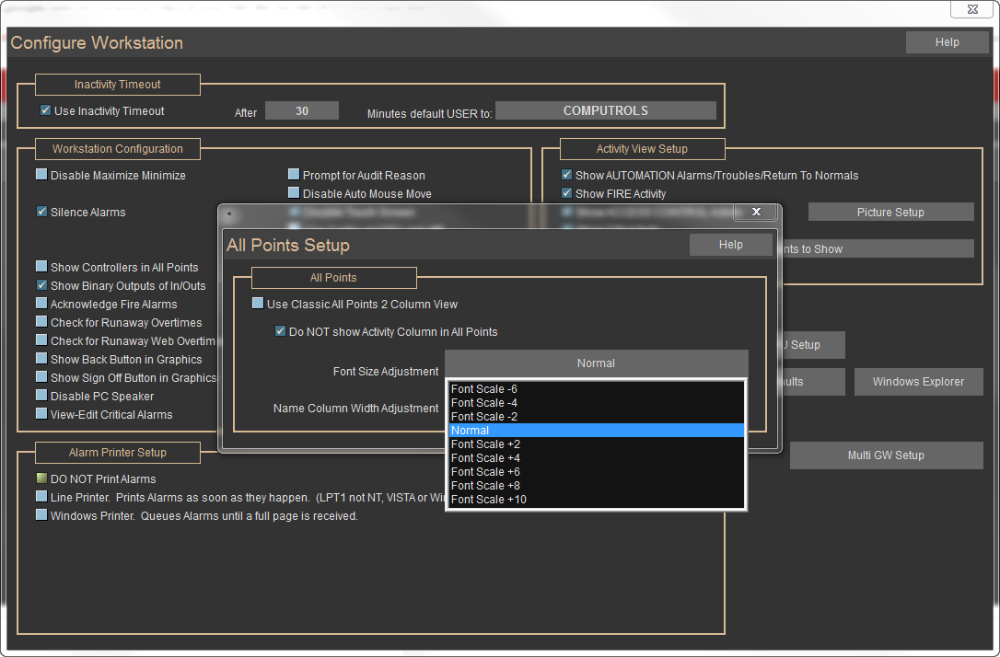 Configure Workstation
Help
Inactivity Timeout
Use Inactivity Timeout
After
30
Minutes default USER to:
COMPUTROLS
Workstation Configuration
Disable Maximize Minimize
Prompt for Audit Reason
Disable Auto Mouse Move
Silence Alarms
Disable Touch Screen
Show Controllers in All Points
Show Binary Outputs of In/Outs
Acknowledge Fire Alarms
Check for Runaway Overtimes
Check for Runaway Web Overtim
Show Back Button in Graphics
Show Sign Off Button in Graphics
Disable PC Speaker
View-Edit Critical Alarms
Activity View Setup
Show AUTOMATION Alarms/Troubles/Return To Normals
Show FIRE Activity
Show ACCESS CONTROL
Picture Setup
nts to Show
All Points Setup
Help
All Points
Use Classic All Points 2 Column View
Do NOT show Activity Column in All Points
Font Size Adjustment
Normal
Name Column Width Adjustment
Font Scale -6
Font Scale -4
Font Scale -2
Normal
Font Scale +2
Font Scale +4
Font Scale +6
Font Scale +8
Font Scale +10
Setup
aults
Windows Explorer
Multi GW Setup
Alarm Printer Setup
DO NOT Print Alarms
Line Printer.  Prints Alarms as soon as they happen.  (LPT1 not NT, VISTA or Wi
Windows Printer.  Queues Alarms until a full page is received.